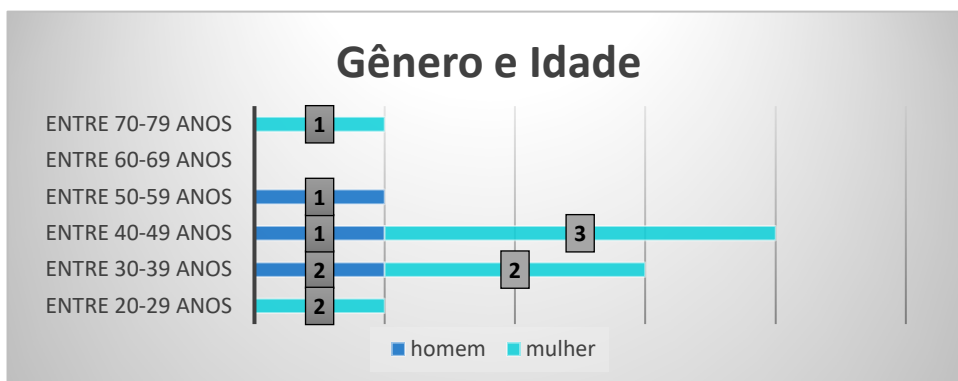 Gênero e Idade
ENTRE 70-79 ANOS 1
ENTRE 60-69 ANOS
ENTRE 50-59 ANOS 1
ENTRE 40-49 ANOS 1 3
ENTRE 30-39 ANOS 2 2
ENTRE 20-29 ANOS 2
homem mulher